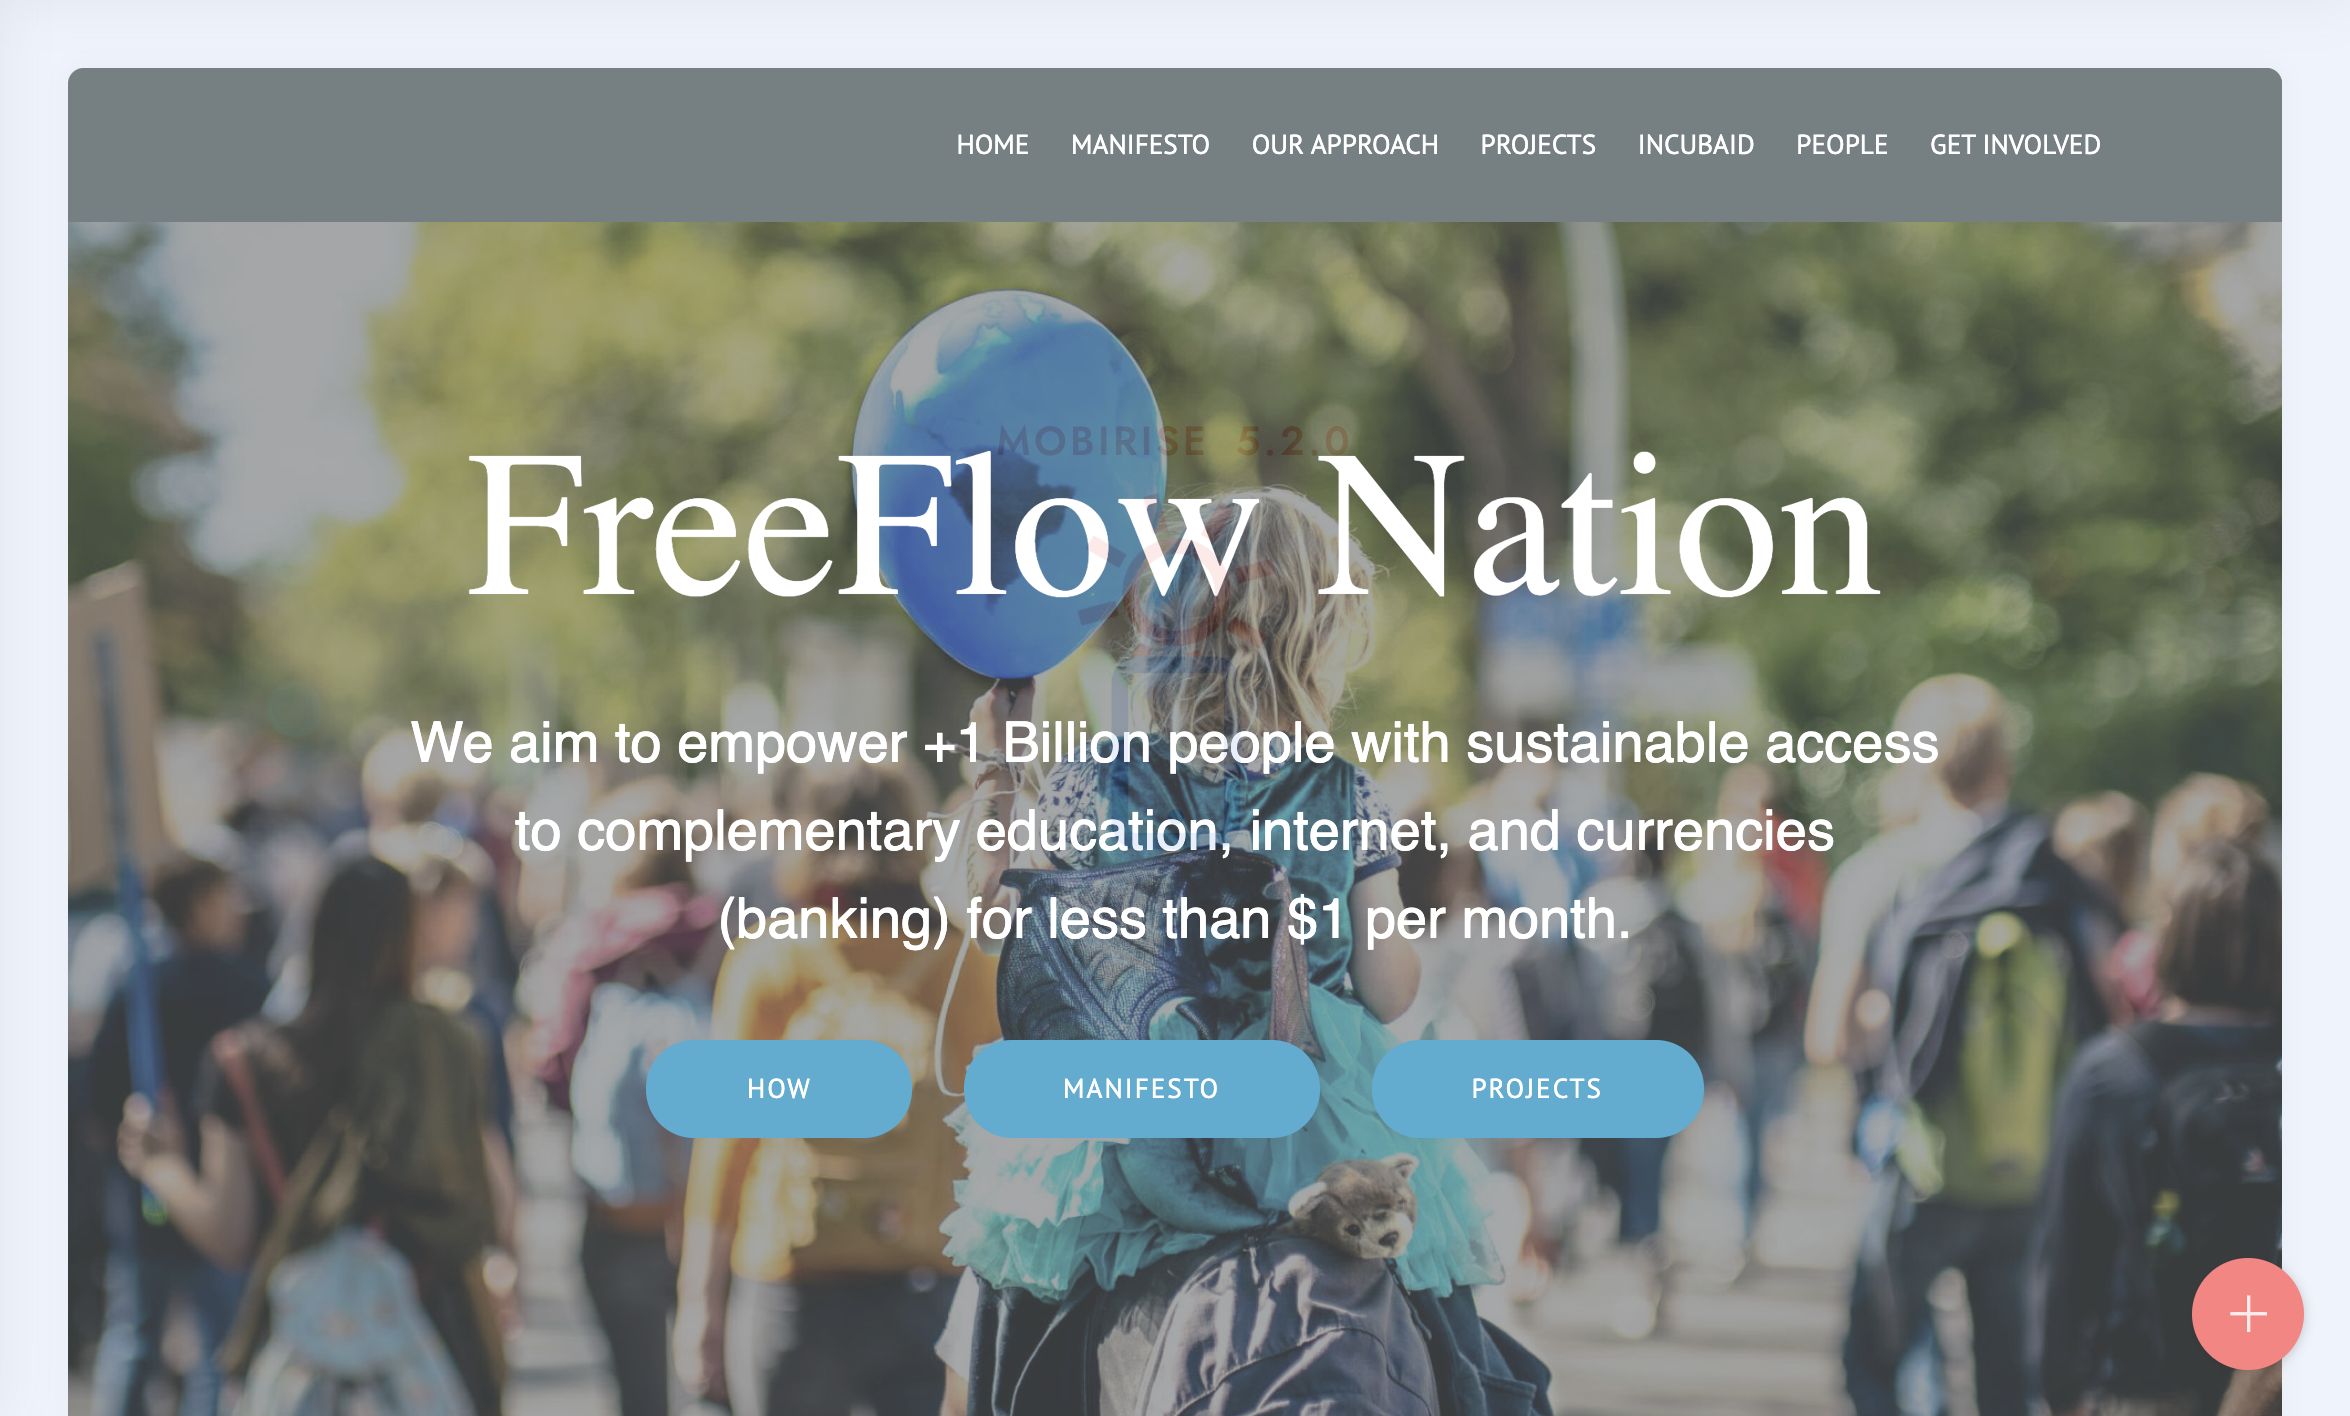 HOME MANIFESTO OUR APPROACH PROJECTS INCUBAID PEOPLE GET INVOLVED
MOBIRISE 5.2.0
FreeFlow Nation
We aim to empower +1 Billion people with sustainable access
to complementary education, internet, and currencies
(banking) for less than $1 per month.
HOW MANIFESTO PROJECTS